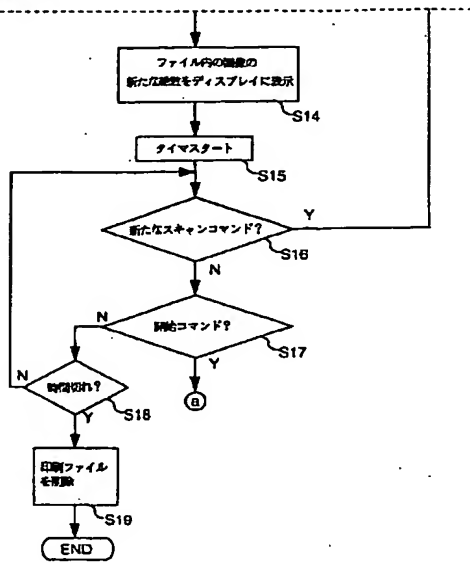 ファイル内の画像の
新たな総数をディスプレイに表示
S14
タイマスタート
S15
新たなスキャンコマンド?
Y
S16
N
開始コマンド?
N
S17
Y
時間切れ?
N
S18
Y
a
印刷ファイル
を削除
S19
END